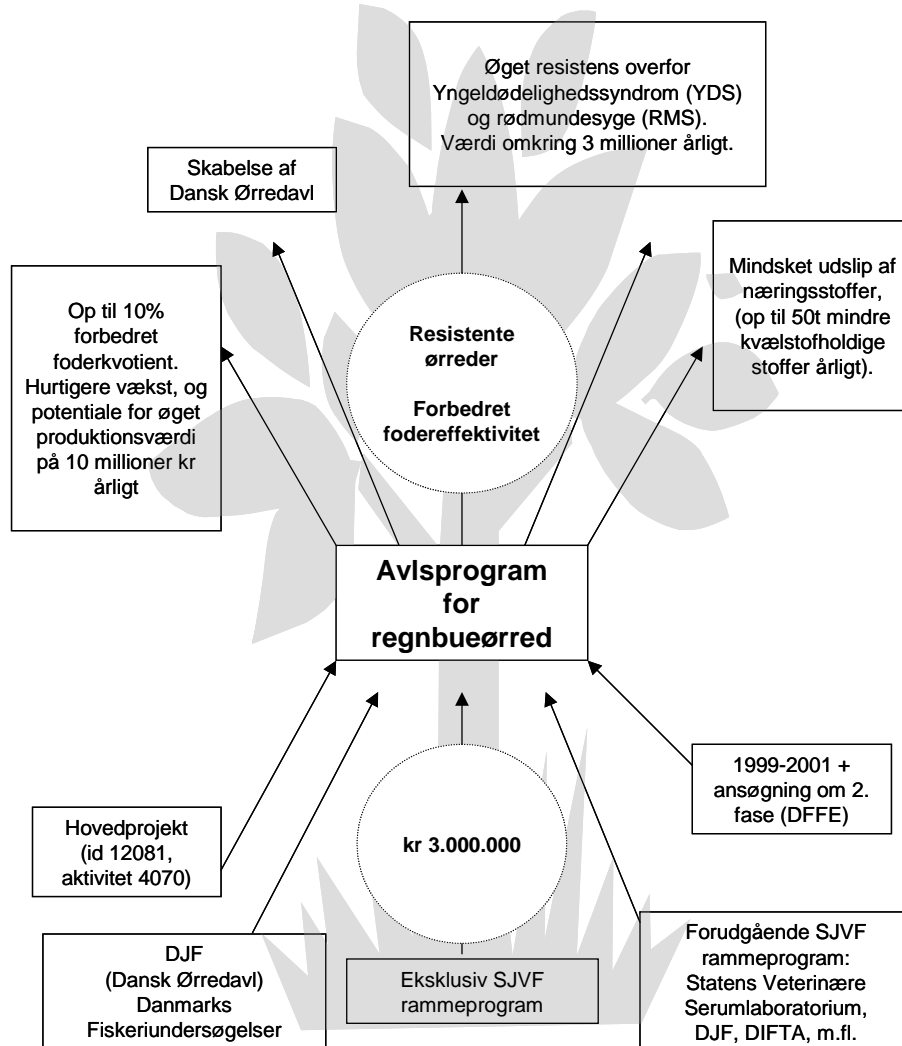 Øget resistens overfor
Yngeldødelighedssyndrom (YDS)
og rødmundesyge (RMS).
Værdi omkring 3 millioner årligt.
Skabelse af
Dansk Ørredavl
Mindsket udslip af
næringsstoffer,
(op til 50t mindre
kvælstofholdige
stoffer årligt).
Op til 10%
forbedret
foderkvotient.
Hurtigere vækst, og
potentiale for øget
produktionsværdi
på 10 millioner kr
årligt
Resistente
ørreder
Forbedret
fodereffektivitet
Avlsprogram
for
regnbueørred
1999-2001 +
ansøgning om 2.
fase (DFFE)
Hovedprojekt
(id 12081,
aktivitet 4070)
kr 3.000.000
DJF
(Dansk Ørredavl)
Danmarks
Fiskeriundersøgelser
Eksklusiv SJVF
rammeprogram
Forudgående SJVF
rammeprogram:
Statens Veterinære
Serumlaboratorium,
DJF, DIFTA, m.fl.